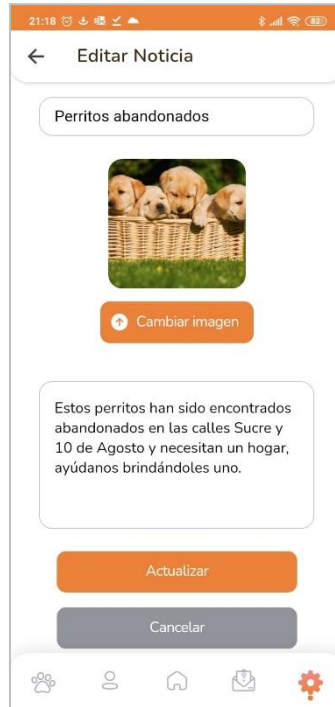 21:18
82
Editar Noticia
Perritos abandonados
Cambiar imagen
Estos perritos han sido encontrados
abandonados en las calles Sucre y
10 de Agosto y necesitan un hogar,
ayúdanos brindándoles uno.
Actualizar
Cancelar